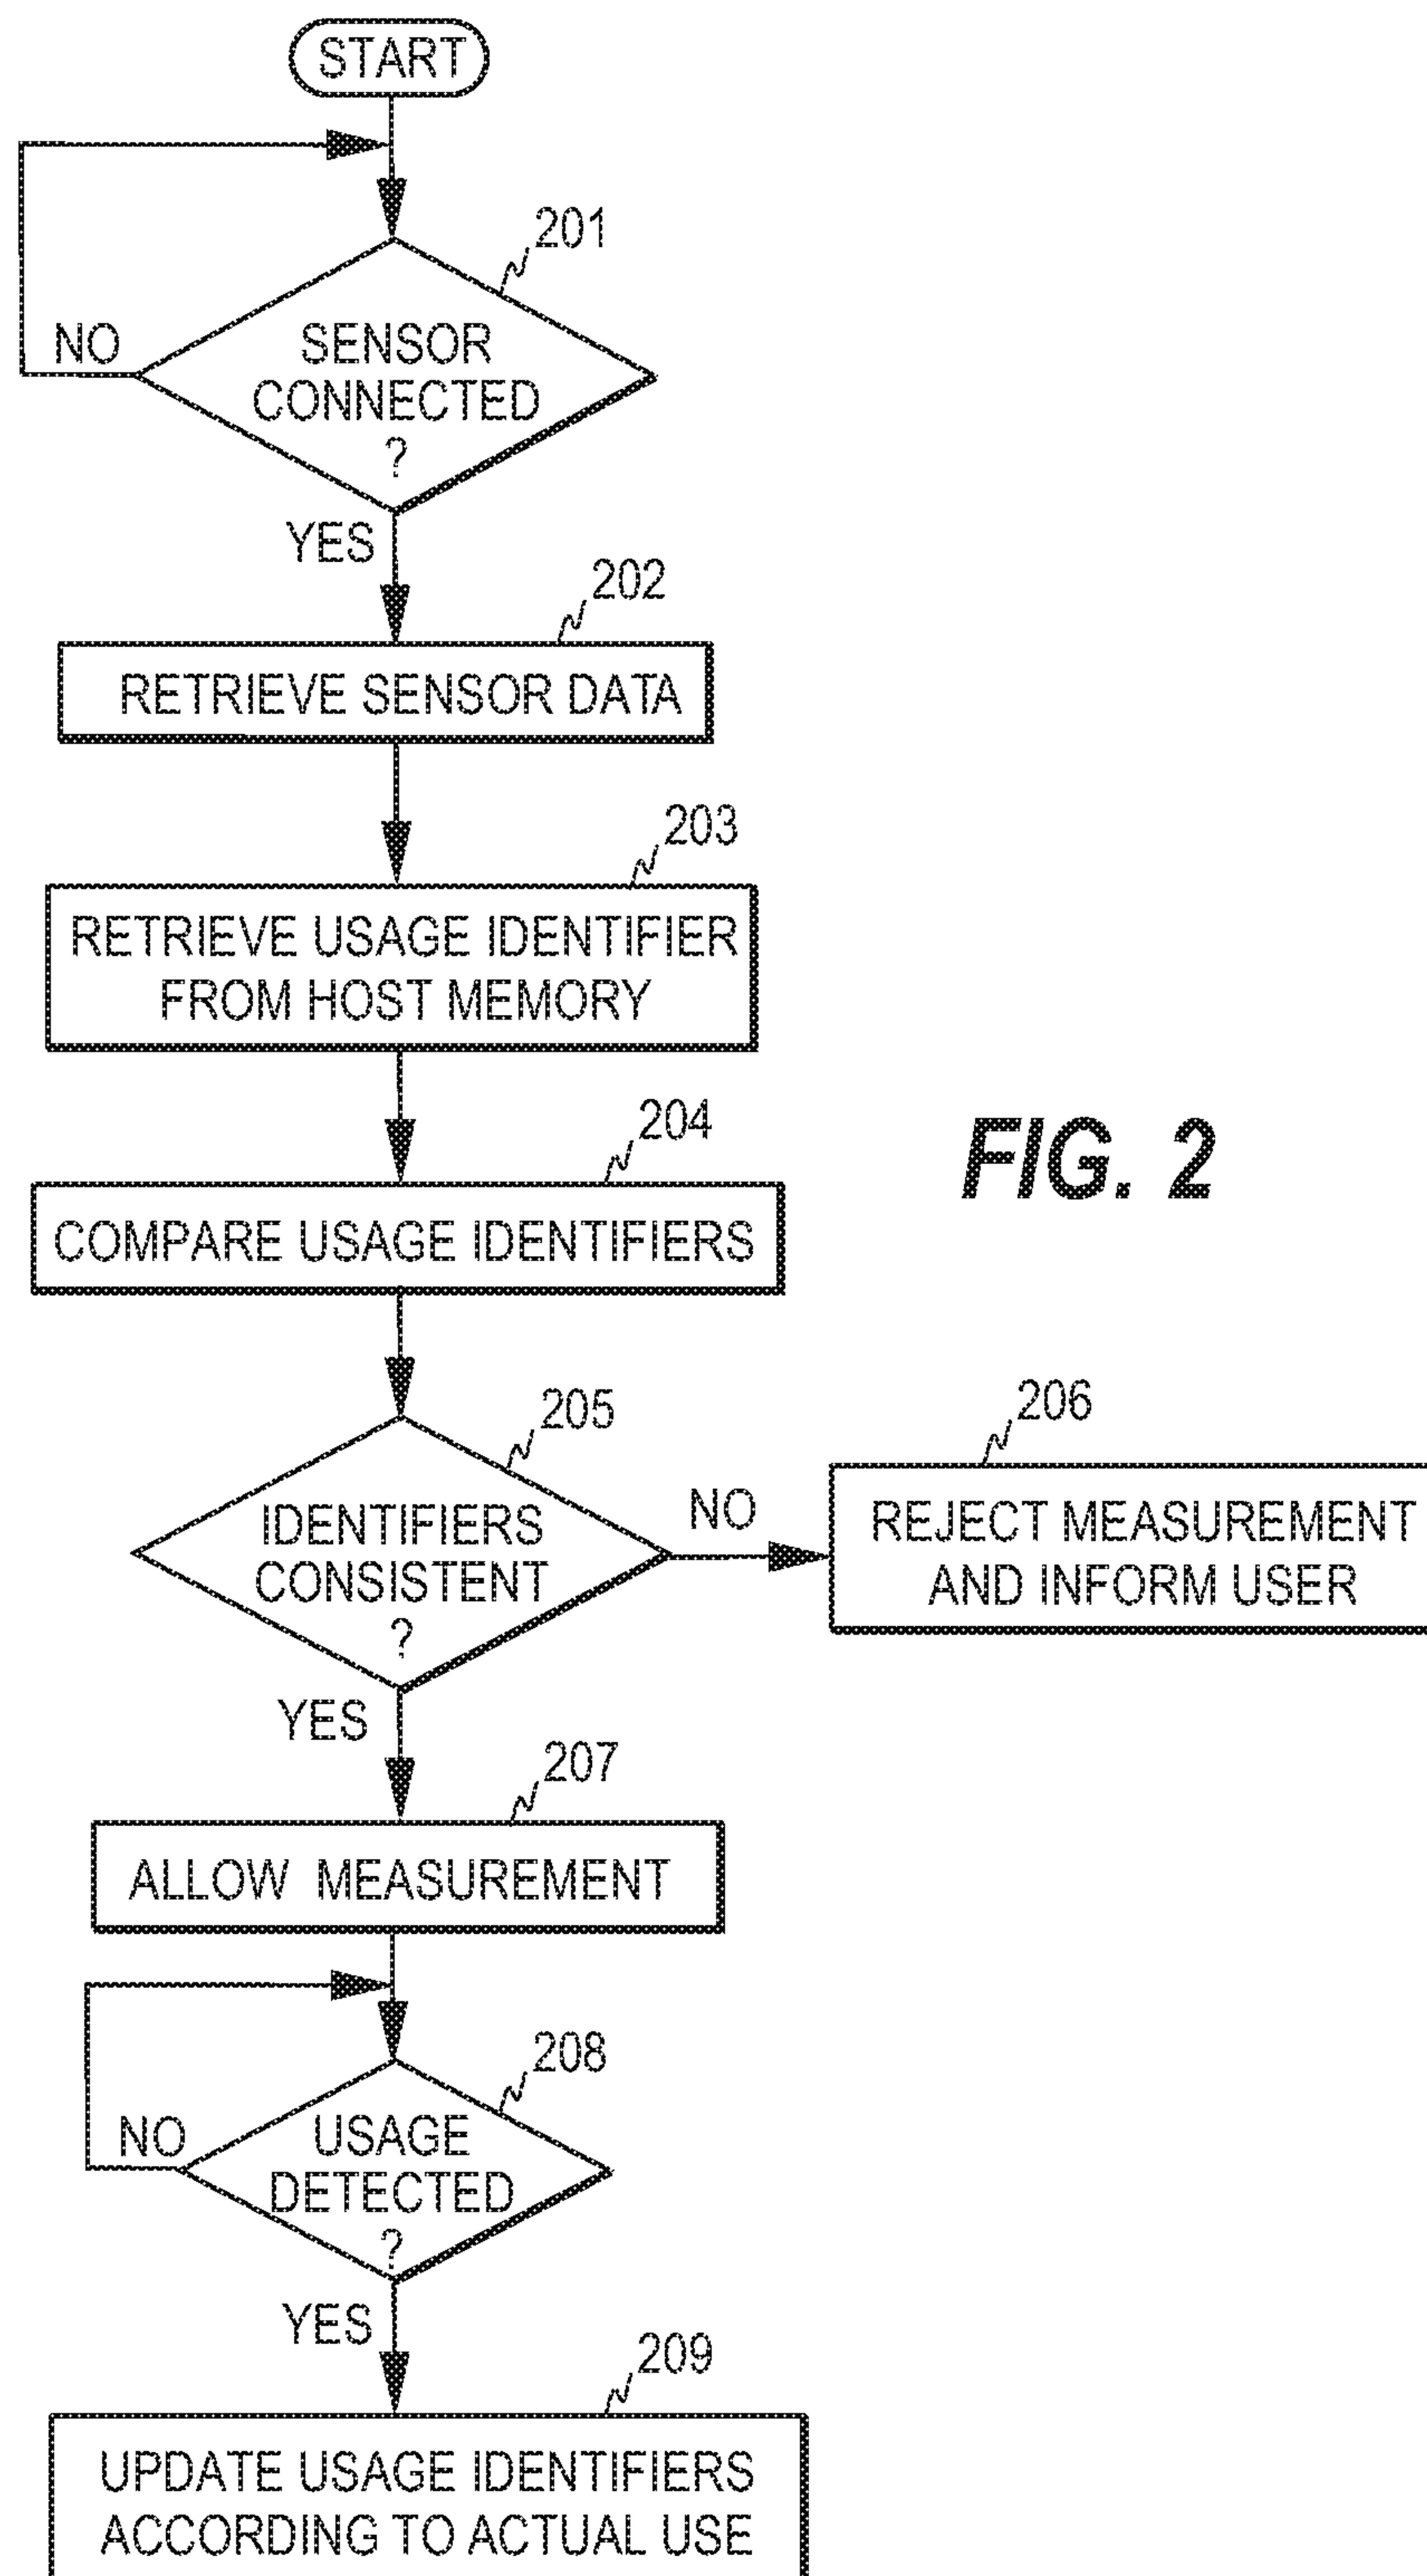 START
201
NO
SENSOR
CONNECTED
?
YES
202
RETRIEVE SENSOR DATA
203
RETRIEVE USAGE IDENTIFIER
FROM HOST MEMORY
204
COMPARE USAGE IDENTIFIERS
FIG. 2
205
IDENTIFIERS
CONSISTENT
?
NO
206
REJECT MEASUREMENT
AND INFORM USER
YES
207
ALLOW MEASUREMENT
208
NO
USAGE
DETECTED
?
YES
209
UPDATE USAGE IDENTIFIERS
ACCORDING TO ACTUAL USE